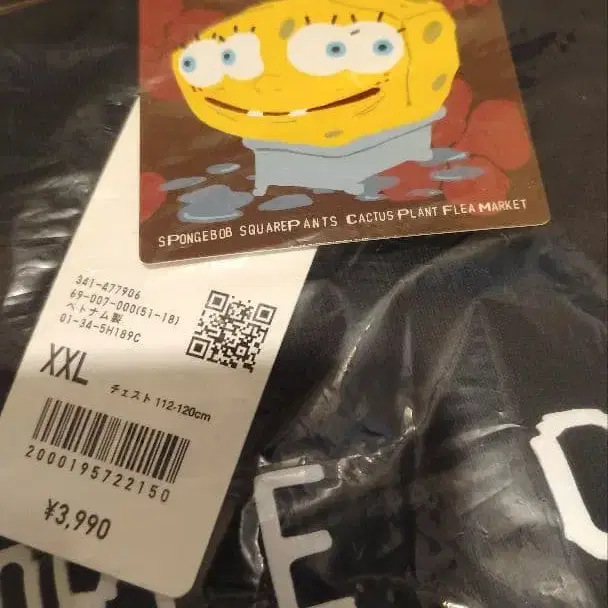 SPONGEBOB SQUAREPANTS CACTUS PLANT FLEA MARKET
341-477906
69-007-000(51-18)
ベトナム製
01-34-5H189C
XXL
チェスト 112-120cm
2000195722150
¥3,990